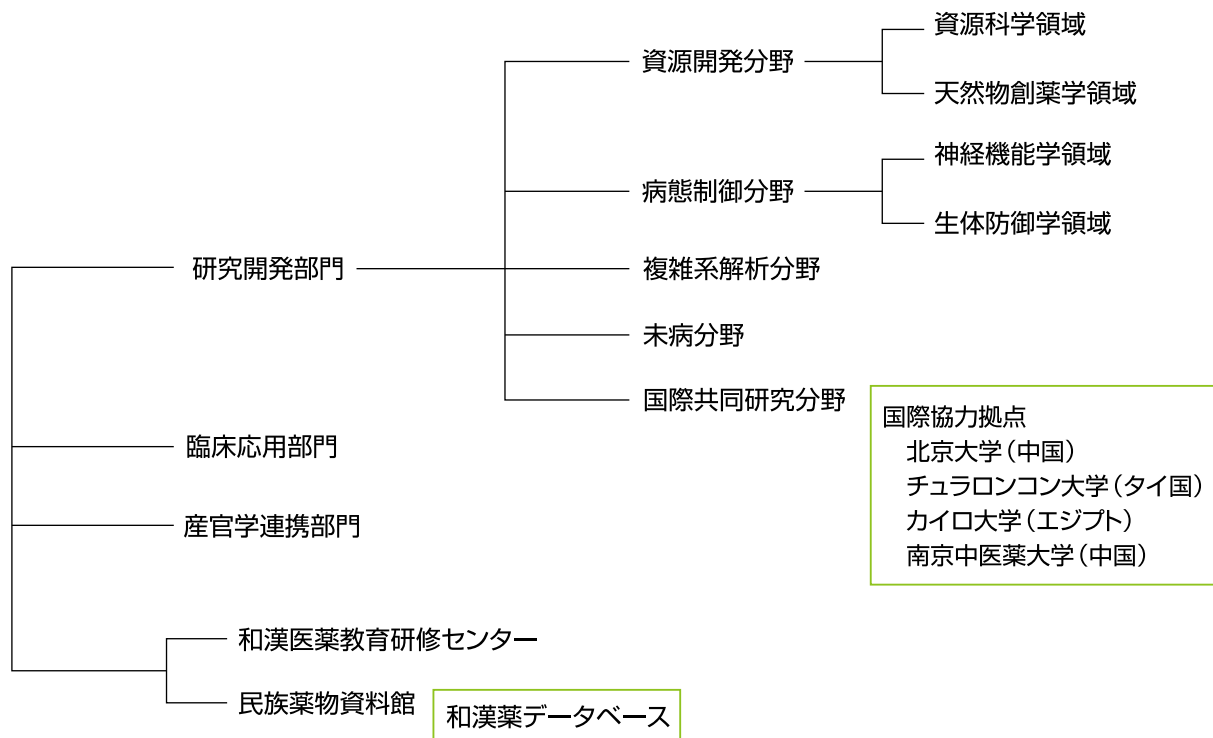 資源科学領域
資源開発分野
天然物創薬学領域
神経機能学領域
病態制御分野
生体防御学領域
研究開発部門
複雑系解析分野
未病分野
国際共同研究分野
国際協力拠点
北京大学(中国)
チュラロンコン大学(タイ国)
カイロ大学(エジプト)
南京中医薬大学(中国)
臨床応用部門
産官学連携部門
和漢医薬教育研修センター
民族薬物資料館
和漢薬データベース